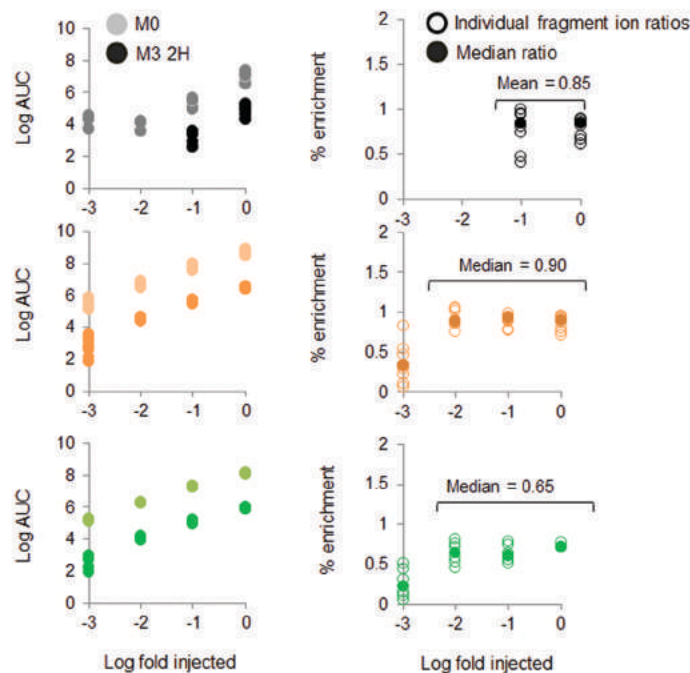 M0
M3 2H
Log AUC
10
8
6
4
2
0
-3 -2 -1 0
Individual fragment ion ratios
Median ratio
Mean = 0.85
% enrichment
2
1.5
1
0.5
0
-3 -2 -1 0
Log AUC
10
8
6
4
2
0
-3 -2 -1 0
Median = 0.90
% enrichment
2
1.5
1
0.5
0
-3 -2 -1 0
Log AUC
10
8
6
4
2
0
-3 -2 -1 0
Log fold injected
Median = 0.65
% enrichment
2
1.5
1
0.5
0
-3 -2 -1 0
Log fold injected